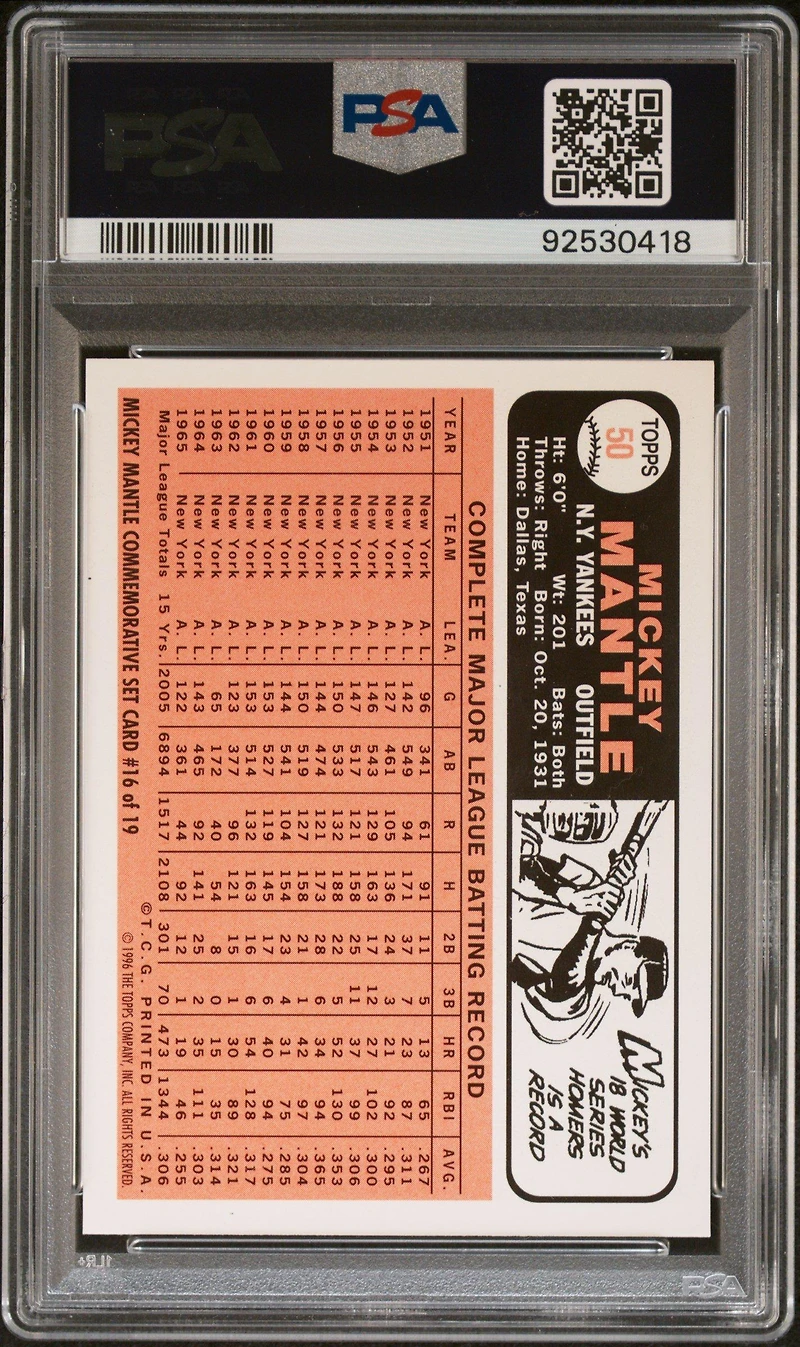 PSA
PSA
92530418
TOPPS
50
MICKEY
MANTLE
N.Y. YANKEES OUTFIELD
Ht: 6'0" Wt: 201 Bats: Both
Throws: Right Born: Oct. 20, 1931
Home: Dallas, Texas
MICKEY'S
18 WORLD
SERIES
HOMERS
IS A
RECORD
COMPLETE MAJOR LEAGUE BATTING RECORD
YEAR TEAM LEA. G AB R H 2B 3B HR RBI AVG.
1951 New York A. L. 96 341 61 91 11 5 13 65 .267
1952 New York A. L. 142 549 94 171 37 7 23 87 .311
1953 New York A. L. 127 461 105 136 24 3 21 92 .295
1954 New York A. L. 146 543 129 163 17 12 27 102 .300
1955 New York A. L. 147 517 121 158 25 11 37 99 .306
1956 New York A. L. 150 533 132 188 22 5 52 130 .353
1957 New York A. L. 144 474 121 173 28 6 34 94 .365
1958 New York A. L. 150 519 127 158 21 1 42 97 .304
1959 New York A. L. 144 541 104 154 23 4 31 75 .285
1960 New York A. L. 153 527 119 145 17 6 40 94 .275
1961 New York A. L. 153 514 132 163 16 6 54 128 .317
1962 New York A. L. 123 377 96 121 15 1 30 89 .321
1963 New York A. L. 65 172 40 54 8 0 15 35 .314
1964 New York A. L. 143 465 92 141 25 2 35 111 .303
1965 New York A. L. 122 361 44 92 12 1 19 46 .255
Major League Totals 15 Yrs. 2005 6894 1517 2108 301 70 473 1344 .306
©T.C.G. PRINTED IN U.S.A.
MICKEY MANTLE COMMEMORATIVE SET CARD #16 of 19
© 1996 THE TOPPS COMPANY, INC. ALL RIGHTS RESERVED.
PSA